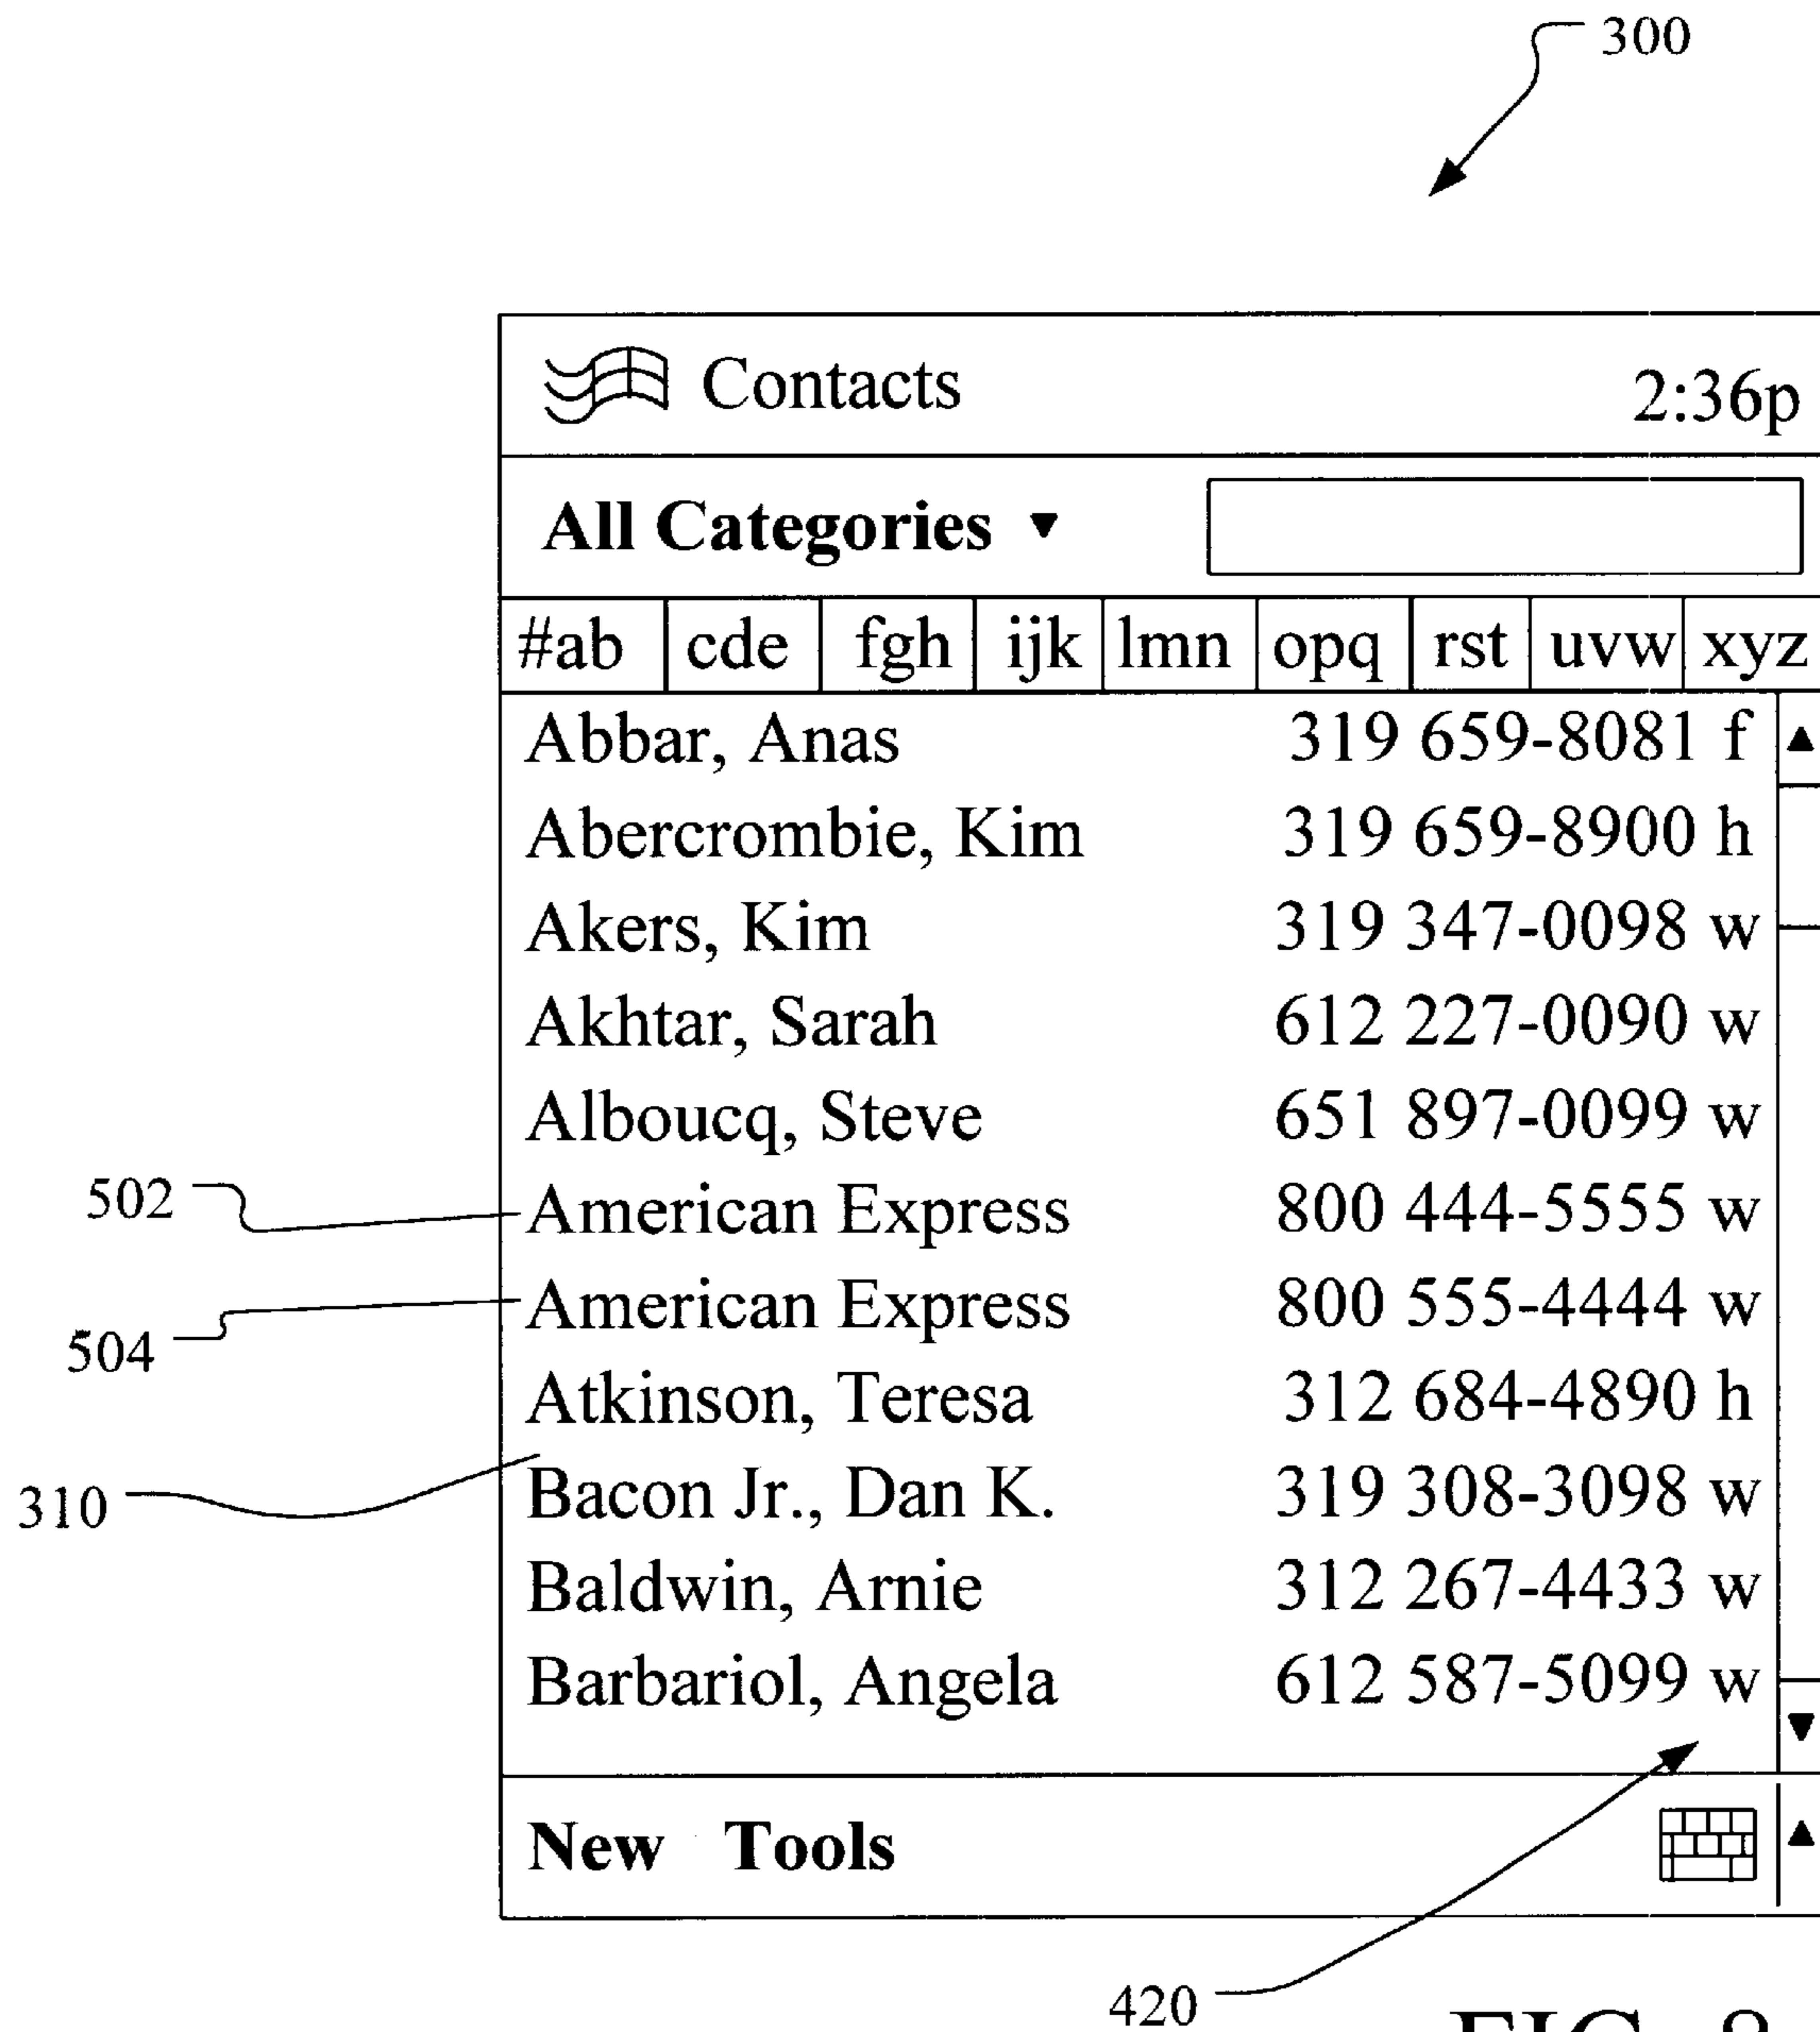 300
Contacts 2:36p
All Categories ▼
#ab cde fgh ijk lmn opq rst uvw xyz
Abbar, Anas 319 659-8081 f
Abercrombie, Kim 319 659-8900 h
Akers, Kim 319 347-0098 w
Akhtar, Sarah 612 227-0090 w
Alboucq, Steve 651 897-0099 w
502 American Express 800 444-5555 w
504 American Express 800 555-4444 w
Atkinson, Teresa 312 684-4890 h
310 Bacon Jr., Dan K. 319 308-3098 w
Baldwin, Arnie 312 267-4433 w
Barbariol, Angela 612 587-5099 w
New Tools
420
FIG. 8